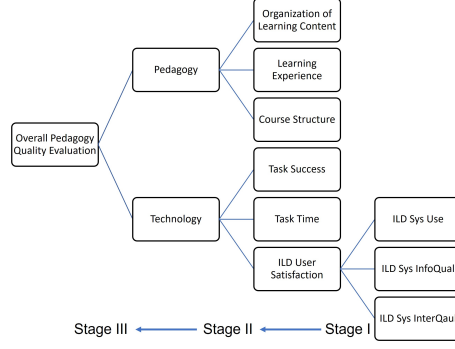 Organization of
Learning Content
Learning
Experience
Course Structure
Pedagogy
Overall Pedagogy
Quality Evaluation
Technology
Task Success
Task Time
ILD User
Satisfaction
ILD Sys Use
ILD Sys InfoQual
ILD Sys InterQaul
Stage III
Stage II
Stage I